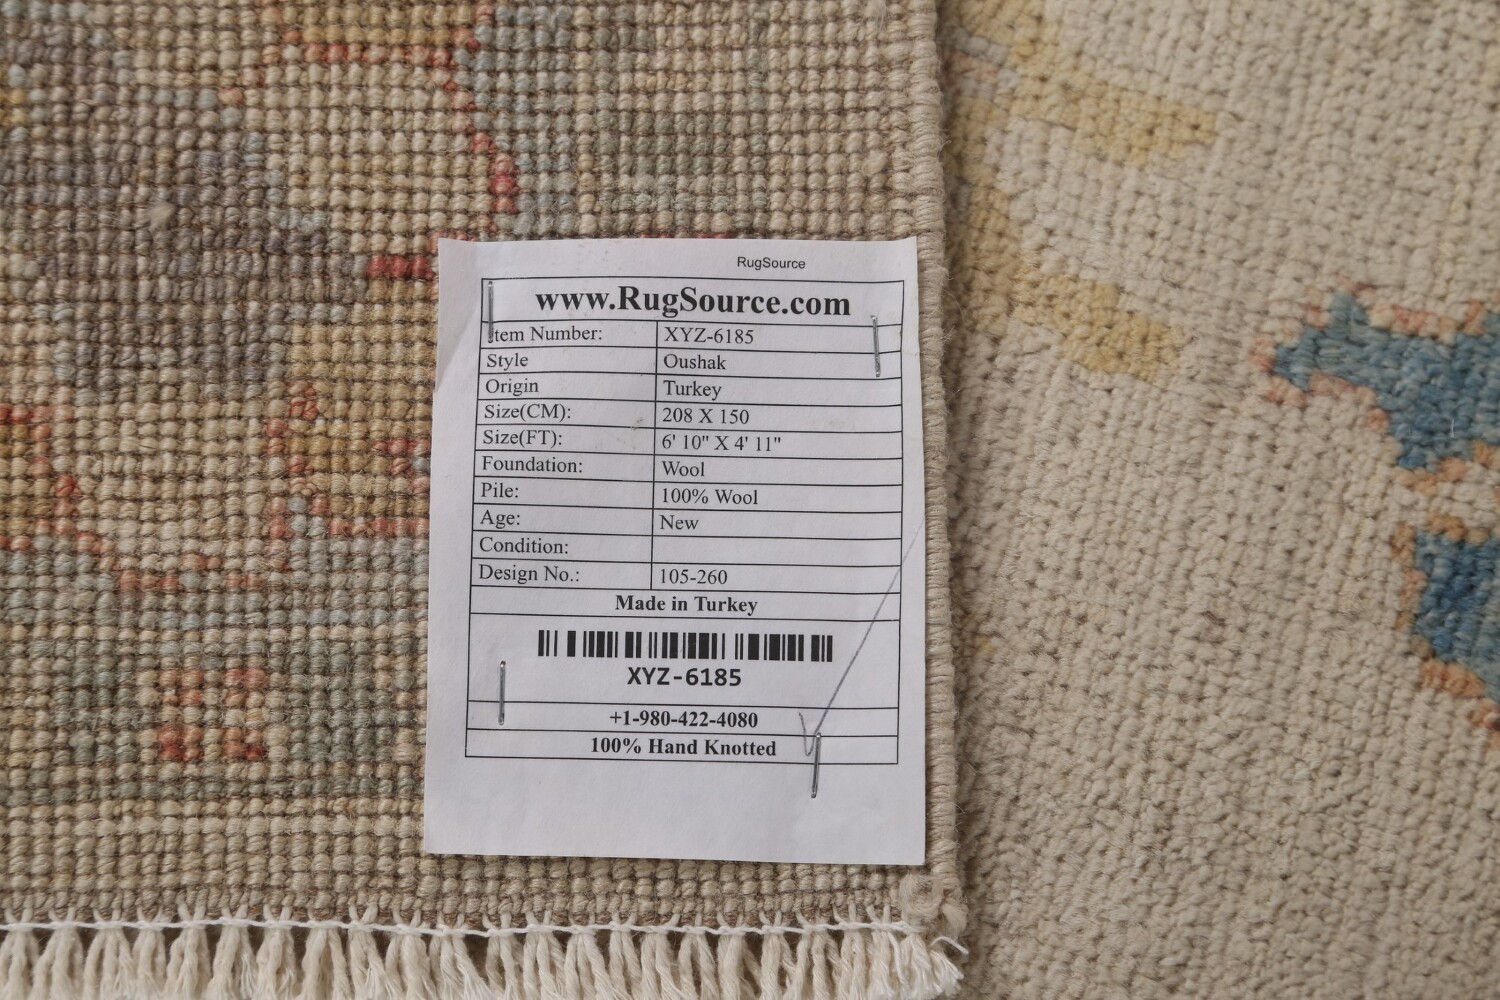 RugSource
www.RugSource.com
Item Number: XYZ-6185
Style Oushak
Origin Turkey
Size(CM): 208 X 150
Size(FT): 6' 10" X 4' 11"
Foundation: Wool
Pile: 100% Wool
Age: New
Condition:
Design No.: 105-260
Made in Turkey
XYZ-6185
+1-980-422-4080
100% Hand Knotted